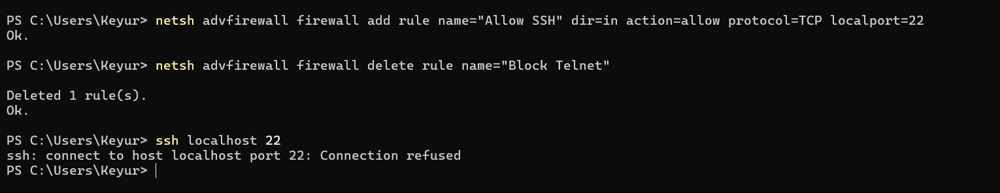 PS C:\Users\Keyur> netsh advfirewall firewall add rule name="Allow SSH" dir=in action=allow protocol=TCP localport=22
Ok.
PS C:\Users\Keyur> netsh advfirewall firewall delete rule name="Block Telnet"
Deleted 1 rule(s).
Ok.
PS C:\Users\Keyur> ssh localhost 22
ssh: connect to host localhost port 22: Connection refused
PS C:\Users\Keyur>